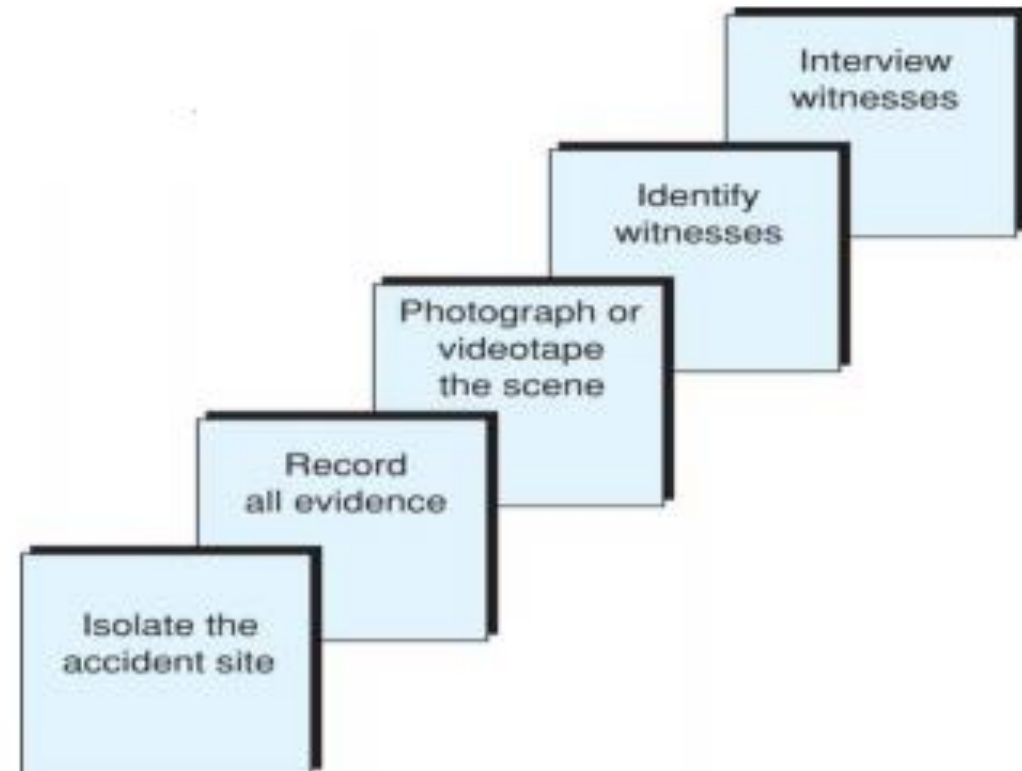 Interview
witnesses
Identify
witnesses
Photograph or
videotape
the scene
Record
all evidence
Isolate the
accident site